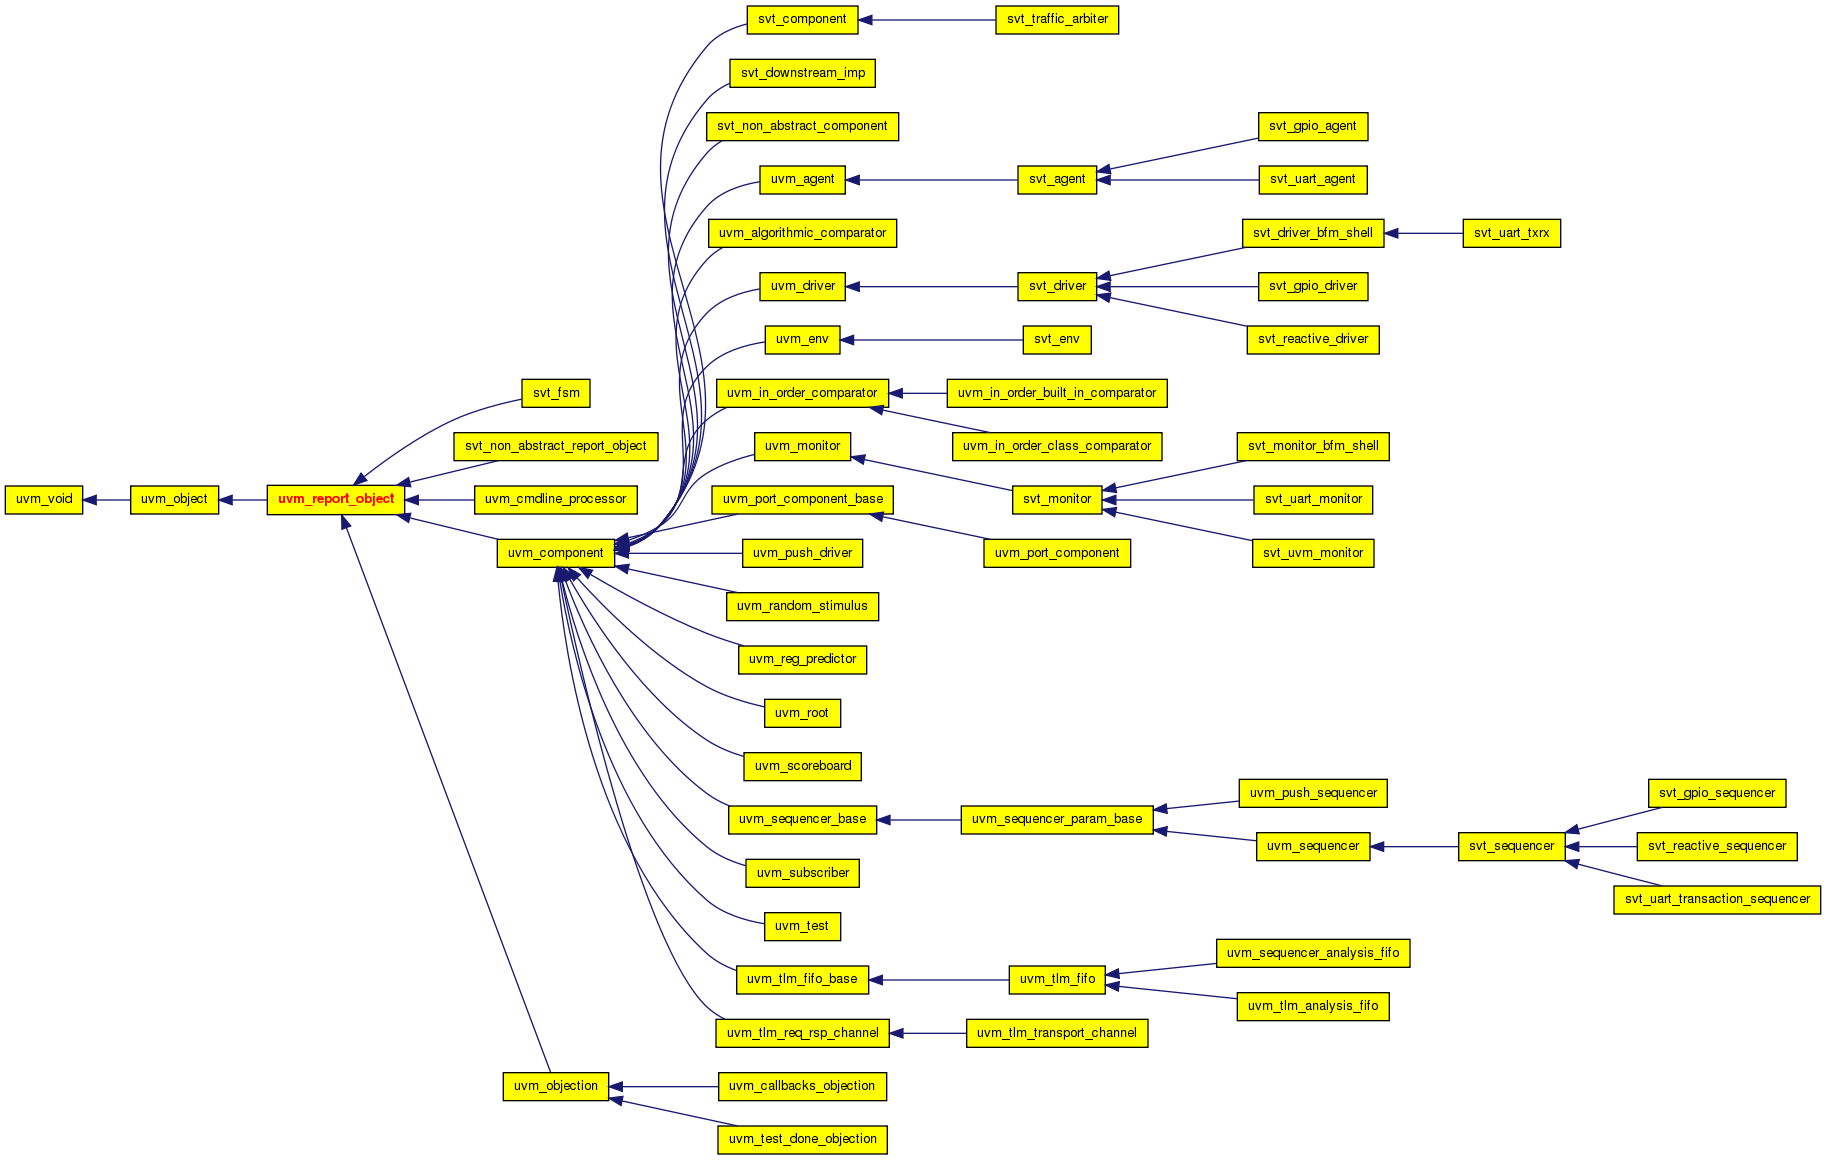 svt_component
svt_traffic_arbiter
svt_downstream_imp
svt_non_abstract_component
svt_gpio_agent
uvm_agent
svt_agent
svt_uart_agent
uvm_algorithmic_comparator
svt_driver_bfm_shell
svt_uart_txrx
uvm_driver
svt_driver
svt_gpio_driver
uvm_env
svt_env
svt_reactive_driver
svt_fsm
uvm_in_order_comparator
uvm_in_order_built_in_comparator
svt_non_abstract_report_object
uvm_monitor
uvm_in_order_class_comparator
svt_monitor_bfm_shell
uvm_void
uvm_object
uvm_report_object
uvm_cmdline_processor
uvm_port_component_base
svt_monitor
svt_uart_monitor
uvm_component
uvm_push_driver
uvm_port_component
svt_uvm_monitor
uvm_random_stimulus
uvm_reg_predictor
uvm_root
uvm_scoreboard
uvm_push_sequencer
svt_gpio_sequencer
uvm_sequencer_base
uvm_sequencer_param_base
uvm_sequencer
svt_sequencer
svt_reactive_sequencer
uvm_subscriber
svt_uart_transaction_sequencer
uvm_test
uvm_sequencer_analysis_fifo
uvm_tlm_fifo_base
uvm_tlm_fifo
uvm_tlm_analysis_fifo
uvm_tlm_req_rsp_channel
uvm_tlm_transport_channel
uvm_objection
uvm_callbacks_objection
uvm_test_done_objection